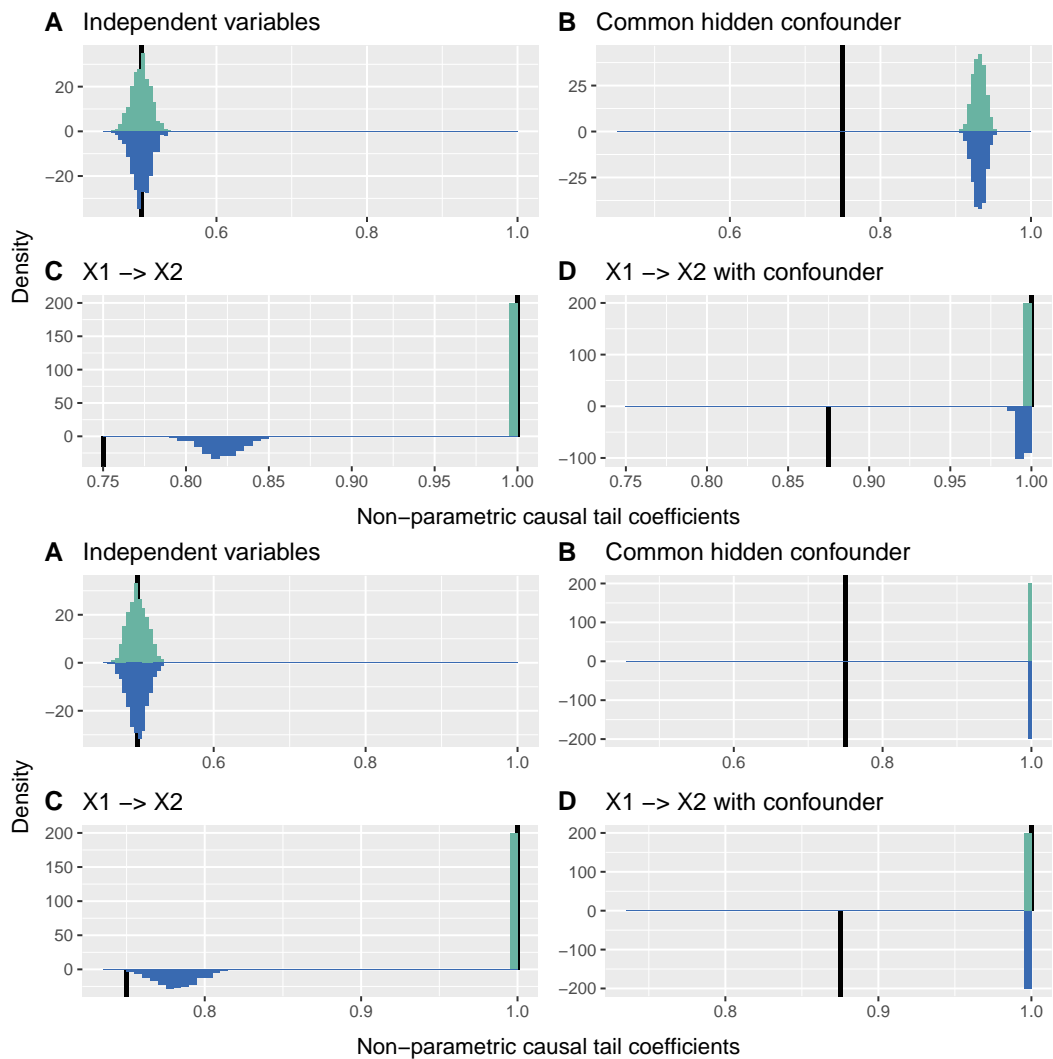 A Independent variables
B Common hidden confounder
20
0
−20
0.6 0.8 1.0
25
0
−25
0.6 0.8 1.0
Density
C X1 −> X2
D X1 −> X2 with confounder
200
150
100
50
0
0.75 0.80 0.85 0.90 0.95 1.00
200
100
0
−100
0.75 0.80 0.85 0.90 0.95 1.00
Non−parametric causal tail coefficients
A Independent variables
B Common hidden confounder
20
0
−20
0.6 0.8 1.0
200
100
0
−100
−200
0.6 0.8 1.0
Density
C X1 −> X2
D X1 −> X2 with confounder
200
150
100
50
0
0.8 0.9 1.0
200
100
0
−100
−200
0.8 0.9 1.0
Non−parametric causal tail coefficients